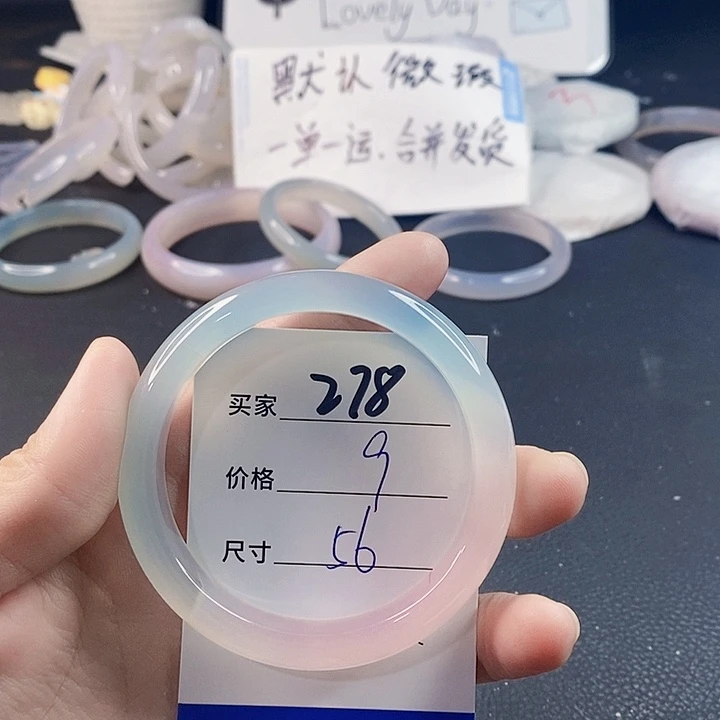 Lovely Day
默认微瑕
一单一运.合并发货
买家 278
价格 9
尺寸 56